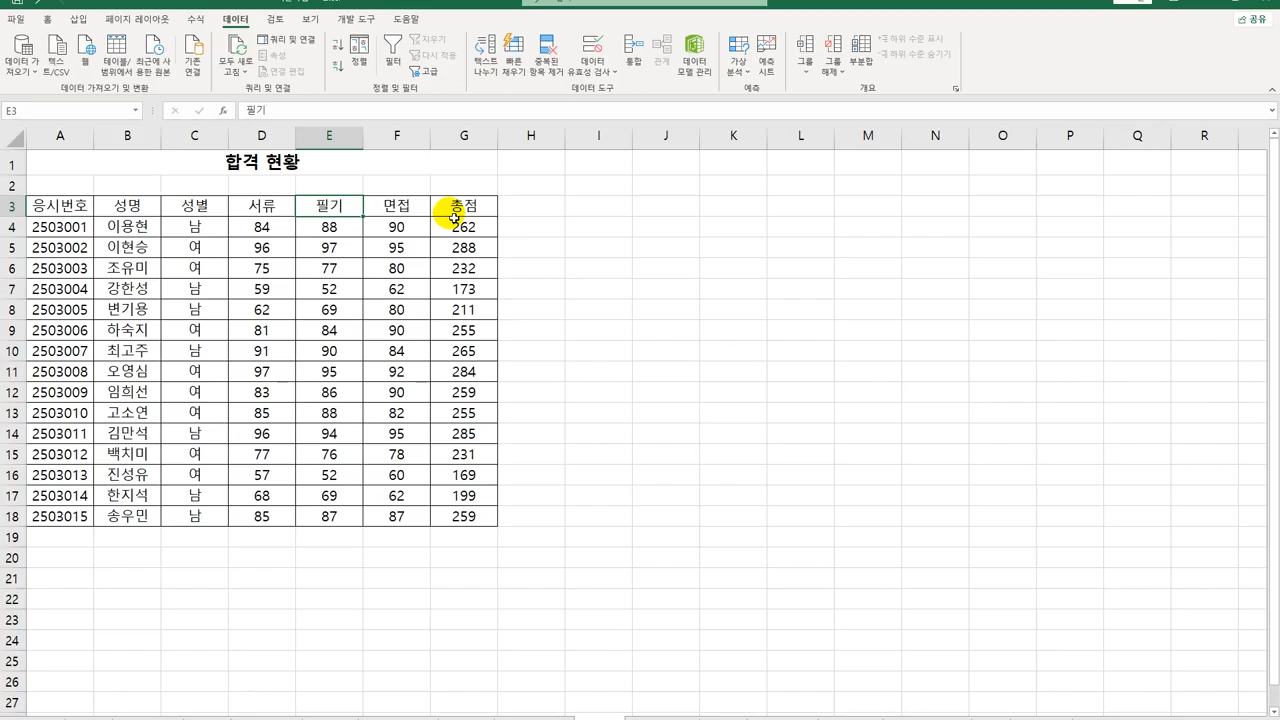 파일 홈 삽입 페이지 레이아웃 수식 데이터 검토 보기 개발 도구 도움말 공유
데이터 가져오기 텍스트/CSV 웹 테이블/범위에서 최근에 사용한 원본 기존 연결 모두 새로 고침 쿼리 및 연결 속성 연결 편집 정렬 필터 지우기 다시 적용 고급 텍스트 나누기 빠른 채우기 중복된 항목 제거 데이터 유효성 검사 통합 관계 데이터 모델 관리 가상 분석 예측 시트 그룹 그룹 해제 부분합 하위 수준 표시 하위 수준 숨기기
데이터 가져오기 및 변환 쿼리 및 연결 정렬 및 필터 데이터 도구 예측 개요
E3 fx 필기
A B C D E F G H I J K L M N O P Q R
1 합격 현황
2
3 응시번호 성명 성별 서류 필기 면접 총점
4 2503001 이용현 남 84 88 90 262
5 2503002 이현승 여 96 97 95 288
6 2503003 조유미 여 75 77 80 232
7 2503004 강한성 남 59 52 62 173
8 2503005 변기용 남 62 69 80 211
9 2503006 하숙지 여 81 84 90 255
10 2503007 최고주 남 91 90 84 265
11 2503008 오영심 여 97 95 92 284
12 2503009 임희선 여 83 86 90 259
13 2503010 고소연 여 85 88 82 255
14 2503011 김만석 남 96 94 95 285
15 2503012 백치미 여 77 76 78 231
16 2503013 진성유 여 57 52 60 169
17 2503014 한지석 남 68 69 62 199
18 2503015 송우민 남 85 87 87 259
19
20
21
22
23
24
25
26
27